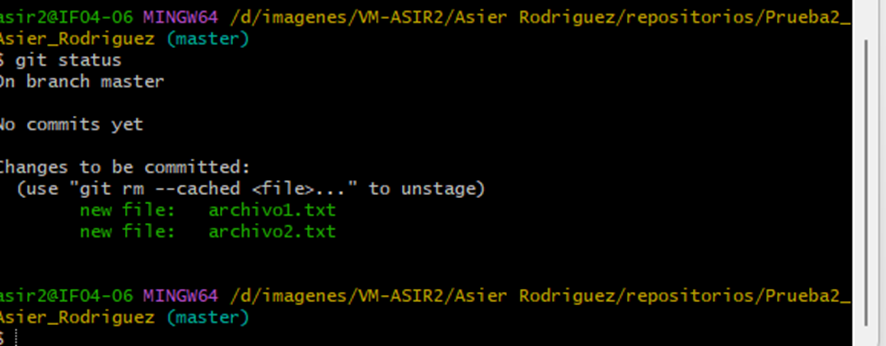 asir2@IFO4-06 MINGW64 /d/imagenes/VM-ASIR2/Asier Rodriguez/repositorios/Prueba2_
Asier_Rodriguez (master)
$ git status
On branch master
No commits yet
Changes to be committed:
(use "git rm --cached <file>..." to unstage)
new file: archivo1.txt
new file: archivo2.txt
asir2@IFO4-06 MINGW64 /d/imagenes/VM-ASIR2/Asier Rodriguez/repositorios/Prueba2_
Asier_Rodriguez (master)
$